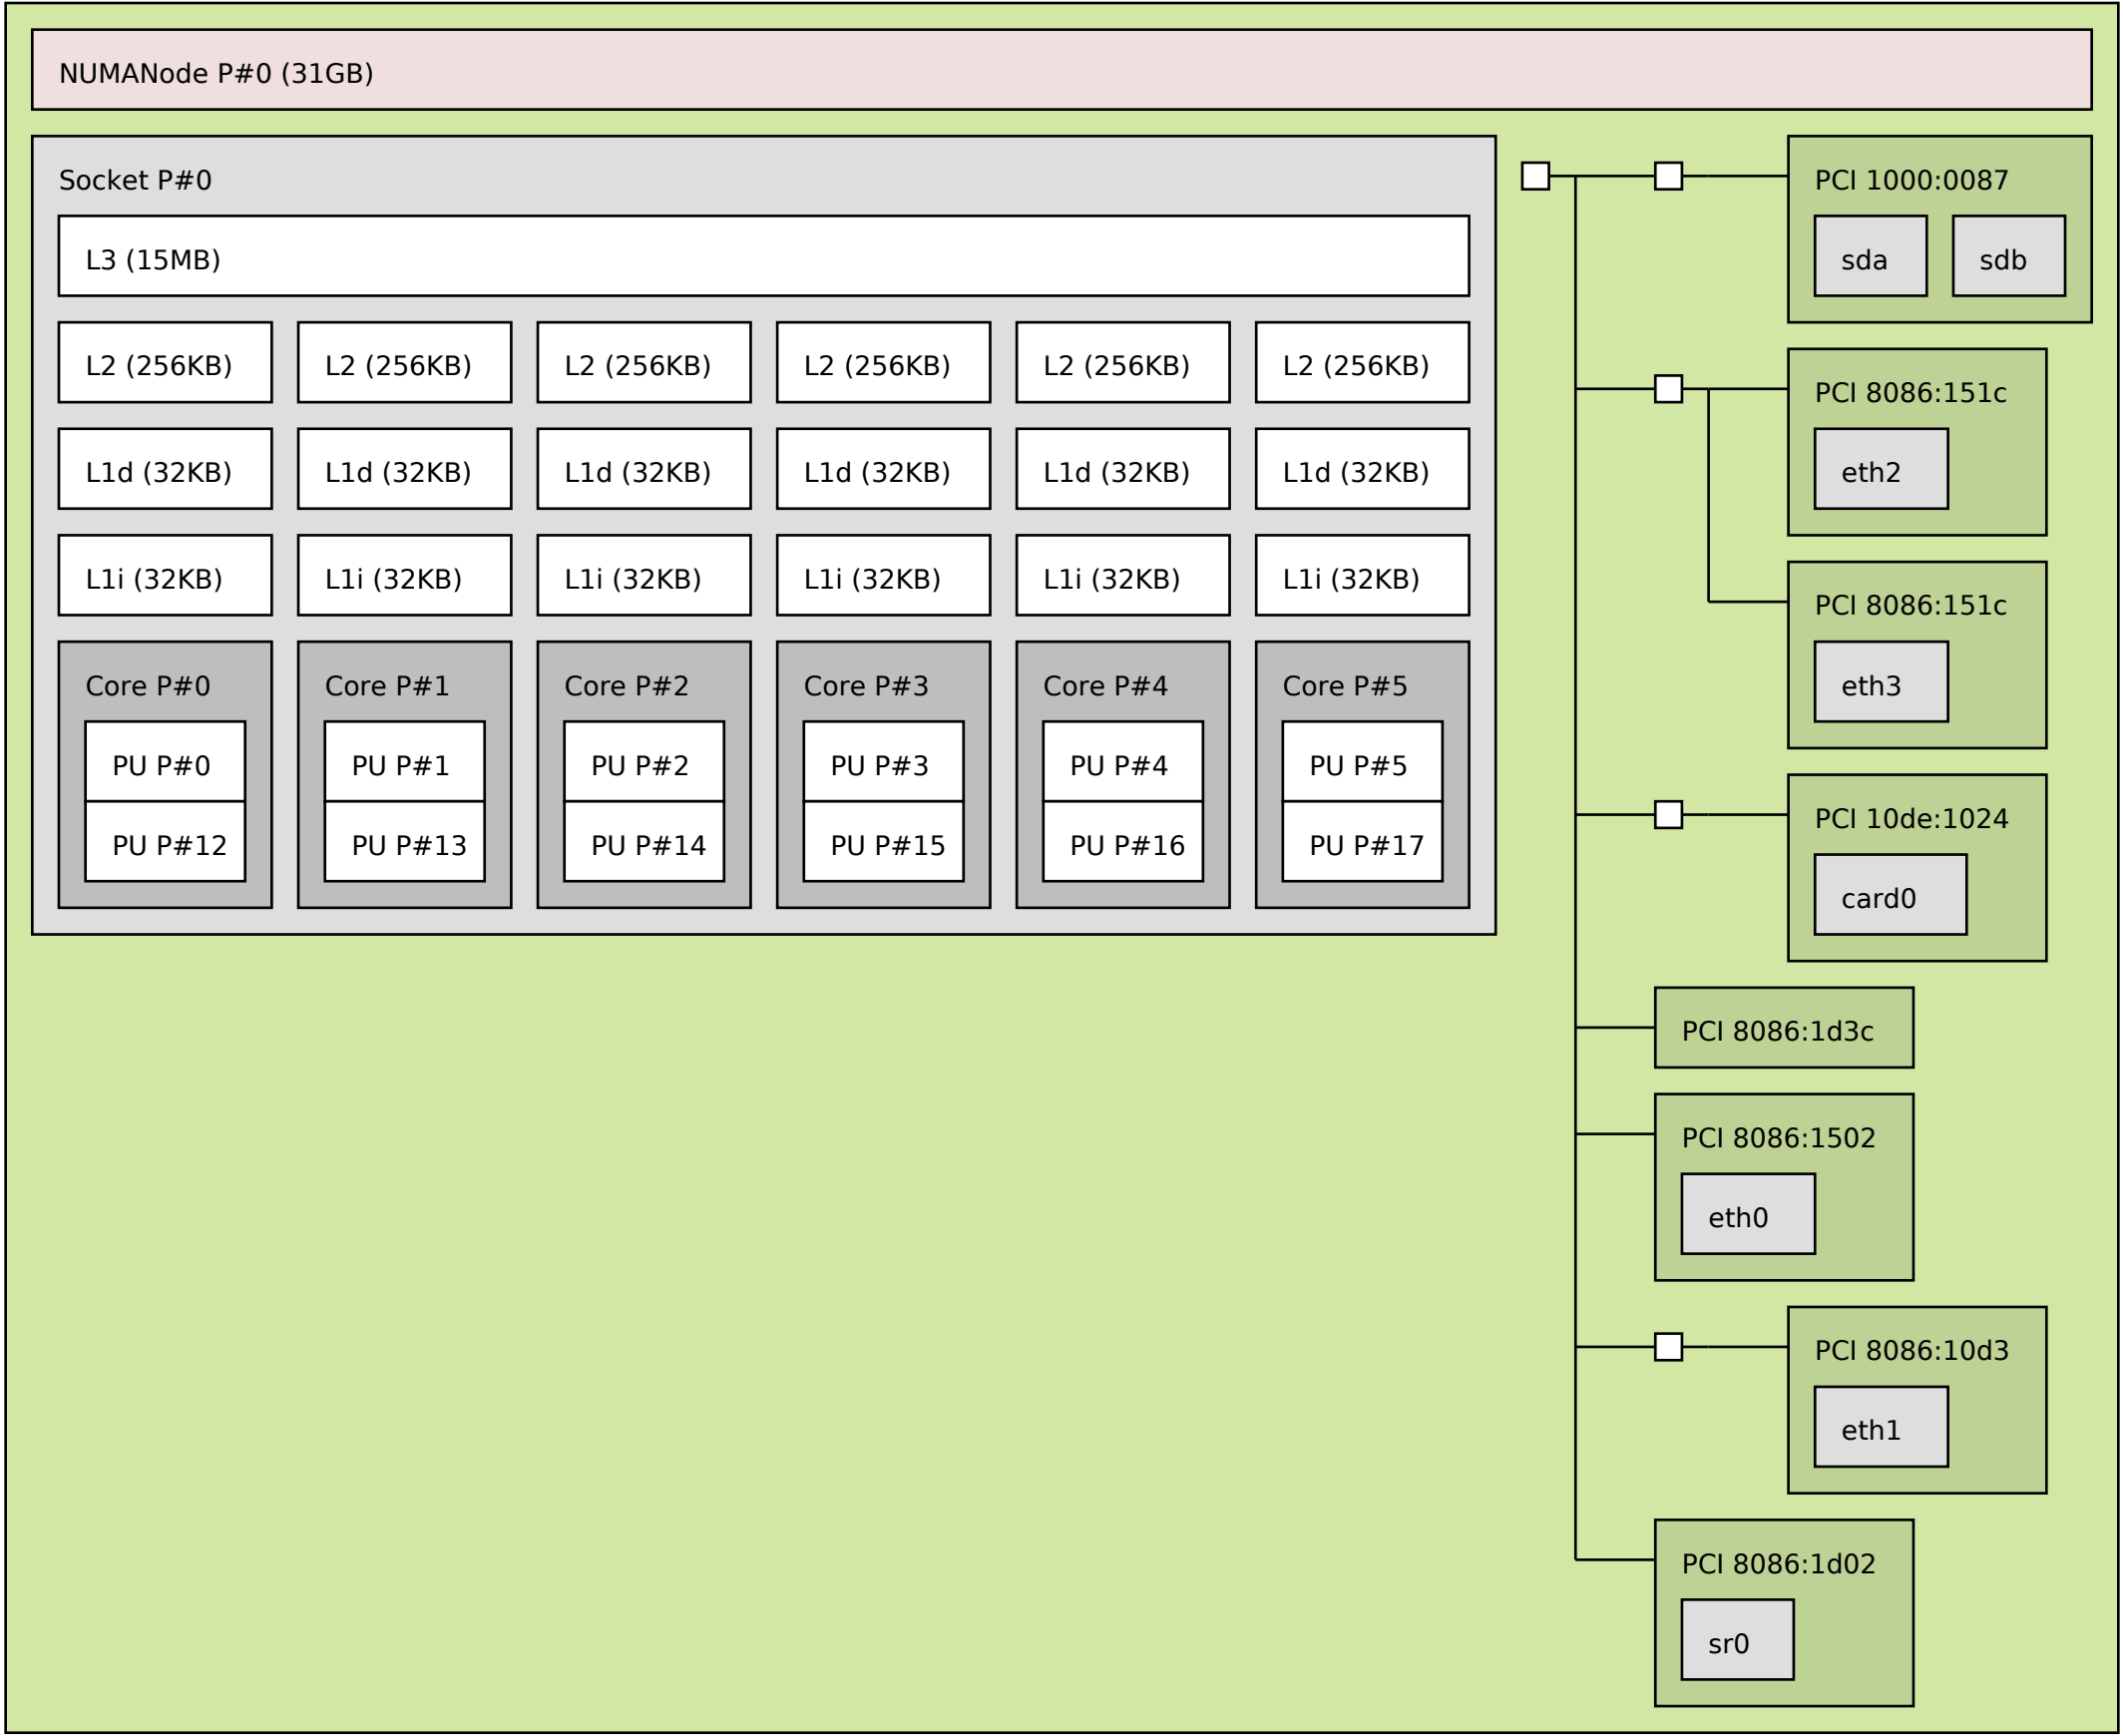 NUMANode P#0 (31GB)
Socket P#0
L3 (15MB)
L2 (256KB) L2 (256KB) L2 (256KB) L2 (256KB) L2 (256KB) L2 (256KB)
L1d (32KB) L1d (32KB) L1d (32KB) L1d (32KB) L1d (32KB) L1d (32KB)
L1i (32KB) L1i (32KB) L1i (32KB) L1i (32KB) L1i (32KB) L1i (32KB)
Core P#0 Core P#1 Core P#2 Core P#3 Core P#4 Core P#5
PU P#0 PU P#1 PU P#2 PU P#3 PU P#4 PU P#5
PU P#12 PU P#13 PU P#14 PU P#15 PU P#16 PU P#17
PCI 1000:0087
sda sdb
PCI 8086:151c
eth2
PCI 8086:151c
eth3
PCI 10de:1024
card0
PCI 8086:1d3c
PCI 8086:1502
eth0
PCI 8086:10d3
eth1
PCI 8086:1d02
sr0